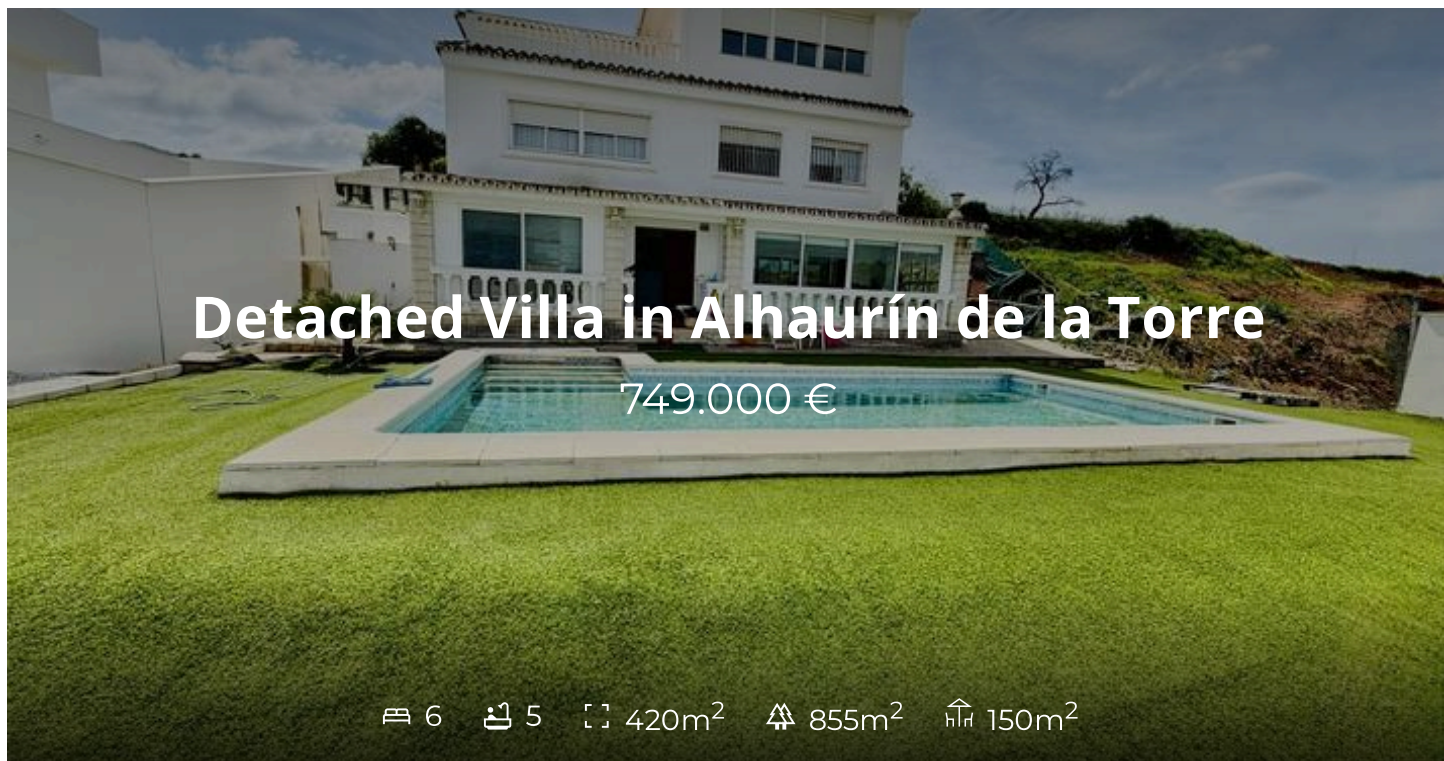 Detached Villa in Alhaurín de la Torre
749.000 €
6 5 420m² 855m² 150m²